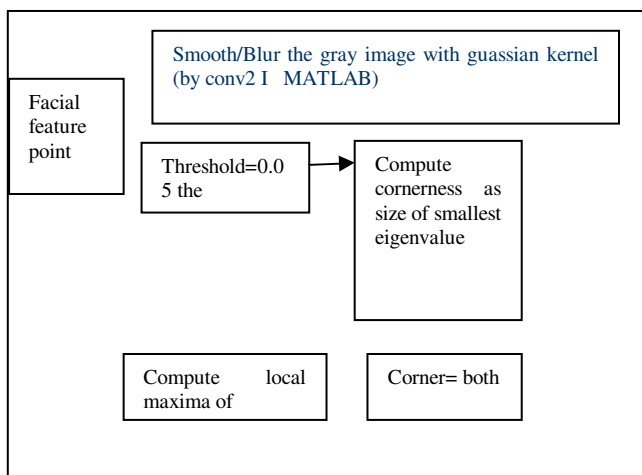 Smooth/Blur the gray image with guassian kernel
(by conv2 I MATLAB)
Facial
feature
point
Threshold=0.0
5 the
Compute
cornerness as
size of smallest
eigenvalue
Compute local
maxima of
Corner= both